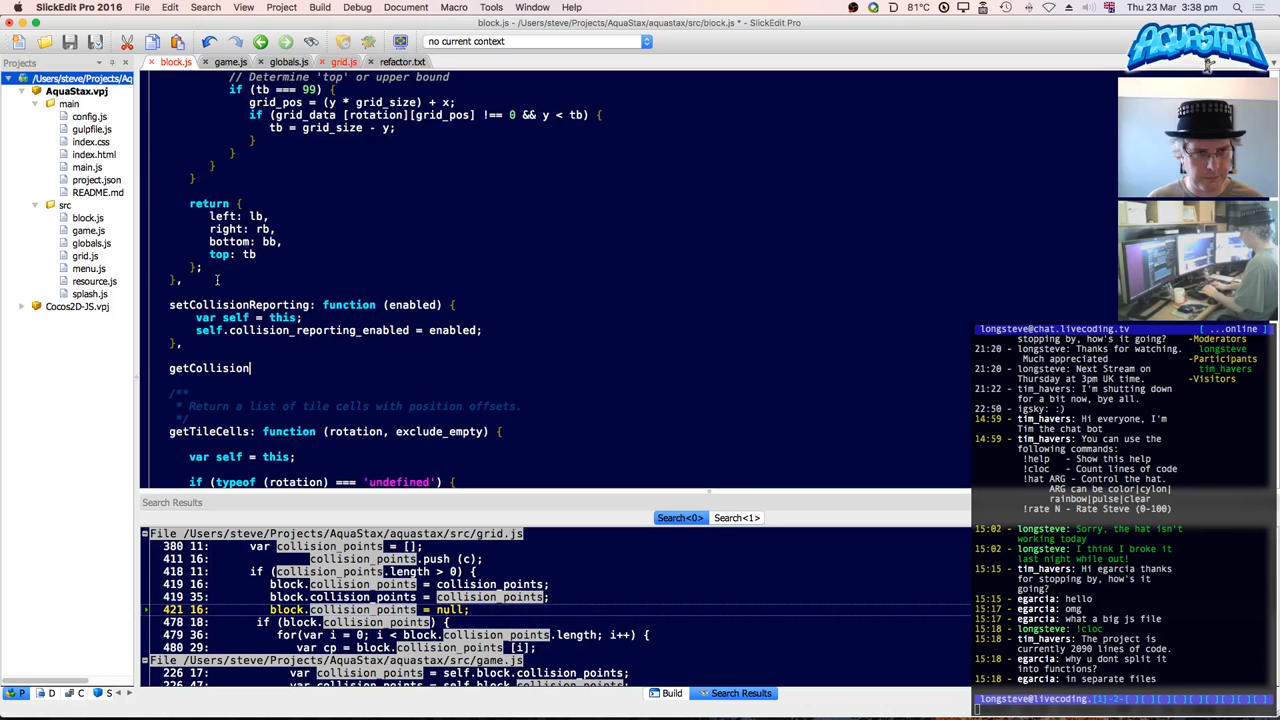 SlickEdit Pro 2016 File Edit Search View Project Build Debug Document Macro Tools Window Help 81°C Thu 23 Mar 3:38 pm
block.js • /Users/steve/Projects/AquaStax/aquastax/src/block.js * - SlickEdit Pro
no current context
AQUASTAX
Projects
block.js game.js globals.js grid.js refactor.txt
/Users/steve/Projects/Aq
AquaStax.vpj
main
config.js
gulpfile.js
index.css
index.html
main.js
project.json
README.md
src
block.js
game.js
globals.js
grid.js
menu.js
resource.js
splash.js
Cocos2D-JS.vpj
// Determine 'top' or upper bound
if (tb === 99) {
grid_pos = (y * grid_size) + x;
if (grid_data [rotation][grid_pos] !== 0 && y < tb) {
tb = grid_size - y;
}
}
}
}
return {
left: lb,
right: rb,
bottom: bb,
top: tb
};
},
setCollisionReporting: function (enabled) {
var self = this;
self.collision_reporting_enabled = enabled;
},
getCollision
/**
* Return a list of tile cells with position offsets.
*/
getTileCells: function (rotation, exclude_empty) {
var self = this;
if (typeof (rotation) === 'undefined') {
Search Results
Search<0> Search<1>
File /Users/steve/Projects/AquaStax/aquastax/src/grid.js
380 11: var collision_points = [];
411 16: collision_points.push (c);
418 11: if (collision_points.length > 0) {
419 16: block.collision_points = collision_points;
419 35: block.collision_points = collision_points;
421 16: block.collision_points = null;
478 18: if (block.collision_points) {
479 36: for(var i = 0; i < block.collision_points.length; i++) {
480 29: var cp = block.collision_points [i];
File /Users/steve/Projects/AquaStax/aquastax/src/game.js
226 17: var collision_points = self.block.collision_points;
P D C S
Build Search Results
longsteve@chat.livecoding.tv [ ...online ]
stopping by, how's it going?
21:20 - longsteve: Thanks for watching.
Much appreciated
21:20 - longsteve: Next Stream on
Thursday at 3pm UK time.
21:22 - tim_havers: I'm shutting down
for a bit now, bye all.
22:50 - igsky: :)
14:59 - tim_havers: Hi everyone, I'm
Tim the chat bot
14:59 - tim_havers: You can use the
following commands:
!help - Show this help
!cloc - Count lines of code
!hat ARG - Control the hat.
ARG can be color|cylon|
rainbow|pulse|clear
!rate N - Rate Steve (0-100)
15:02 - longsteve: Sorry, the hat isn't
working today
15:02 - longsteve: I think I broke it
last night while out!
15:15 - tim_havers: Hi egarcia thanks
for stopping by, how's it
going?
15:15 - egarcia: hello
15:17 - egarcia: omg
15:17 - egarcia: what a big js file
15:18 - longsteve: !cloc
15:18 - tim_havers: The project is
currently 2090 lines of code.
15:18 - egarcia: why u dont split it
into functions?
15:18 - egarcia: in separate files
-Moderators
longsteve
-Participants
tim_havers
-Visitors
longsteve@livecoding.[1]-2-[ ][ ][ ][ ][ ][ ][ ][ ][ ]